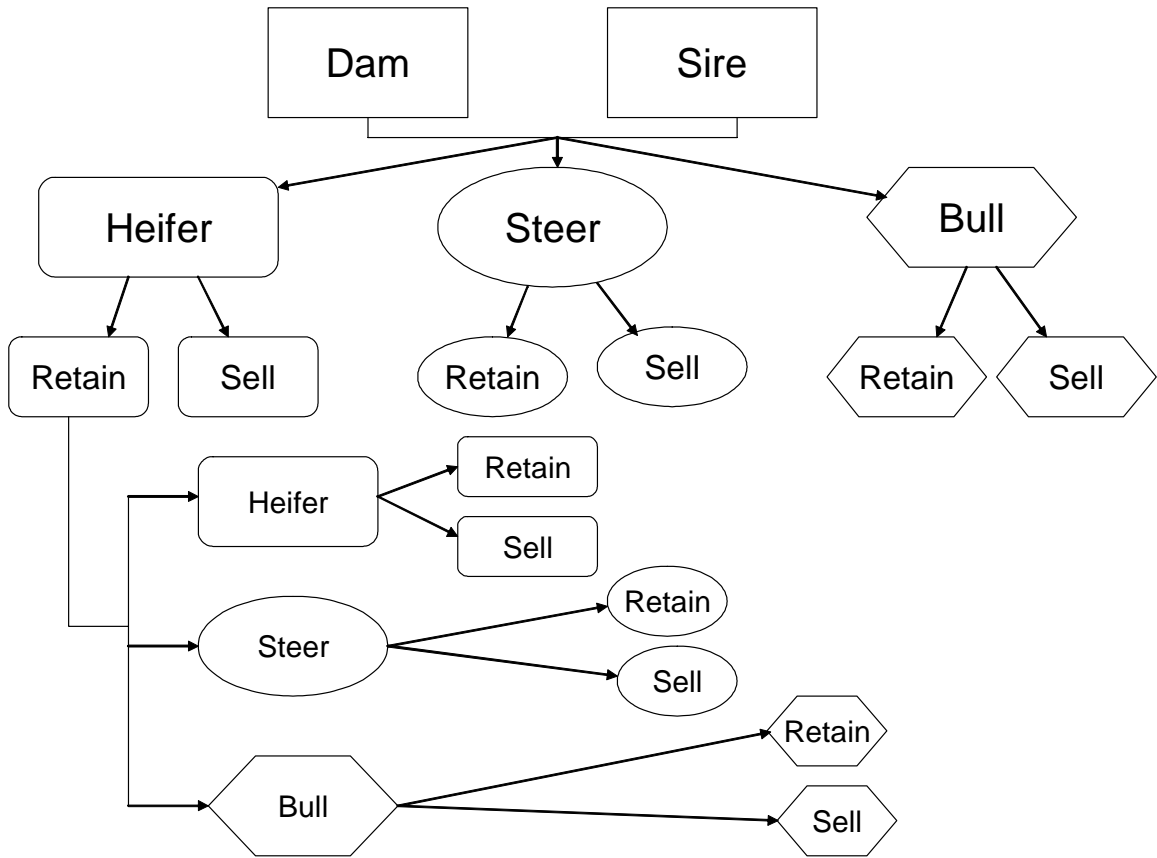 Dam
Sire
Heifer
Steer
Bull
Retain
Sell
Retain
Sell
Retain
Sell
Heifer
Retain
Sell
Steer
Retain
Sell
Bull
Retain
Sell